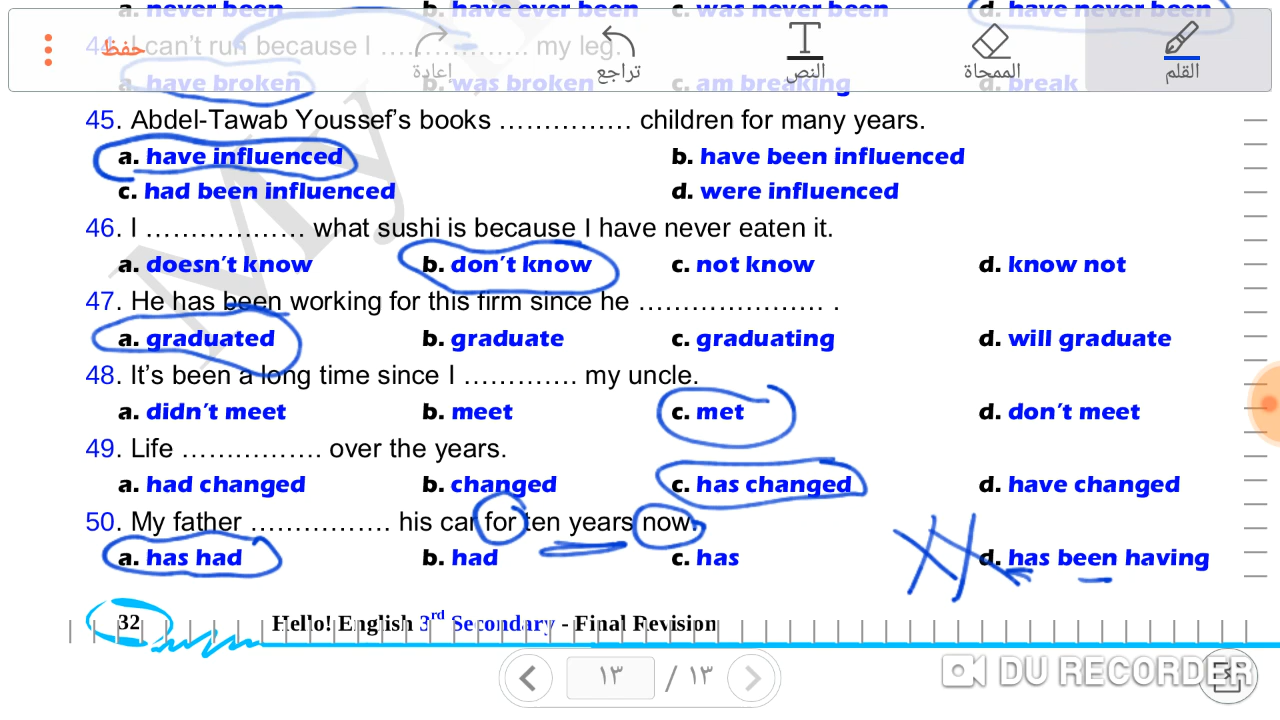 a. never been b. have ever been c. was never been d. have never been
44. I can't run because I ……………… my leg.
حفظ اعادة تراجع النص الممحاة القلم
a. have broken b. was broken c. am breaking d. break
45. Abdel-Tawab Youssef's books …………… children for many years.
a. have influenced b. have been influenced
c. had been influenced d. were influenced
46. I ……………… what sushi is because I have never eaten it.
a. doesn't know b. don't know c. not know d. know not
47. He has been working for this firm since he ………………… .
a. graduated b. graduate c. graduating d. will graduate
48. It's been a long time since I …………. my uncle.
a. didn't meet b. meet c. met d. don't meet
49. Life ……………. over the years.
a. had changed b. changed c. has changed d. have changed
50. My father ……………. his car for ten years now.
a. has had b. had c. has d. has been having
32 Hello! English 3rd Secondary - Final Revision
١٣ / ١٣
DU RECORDER